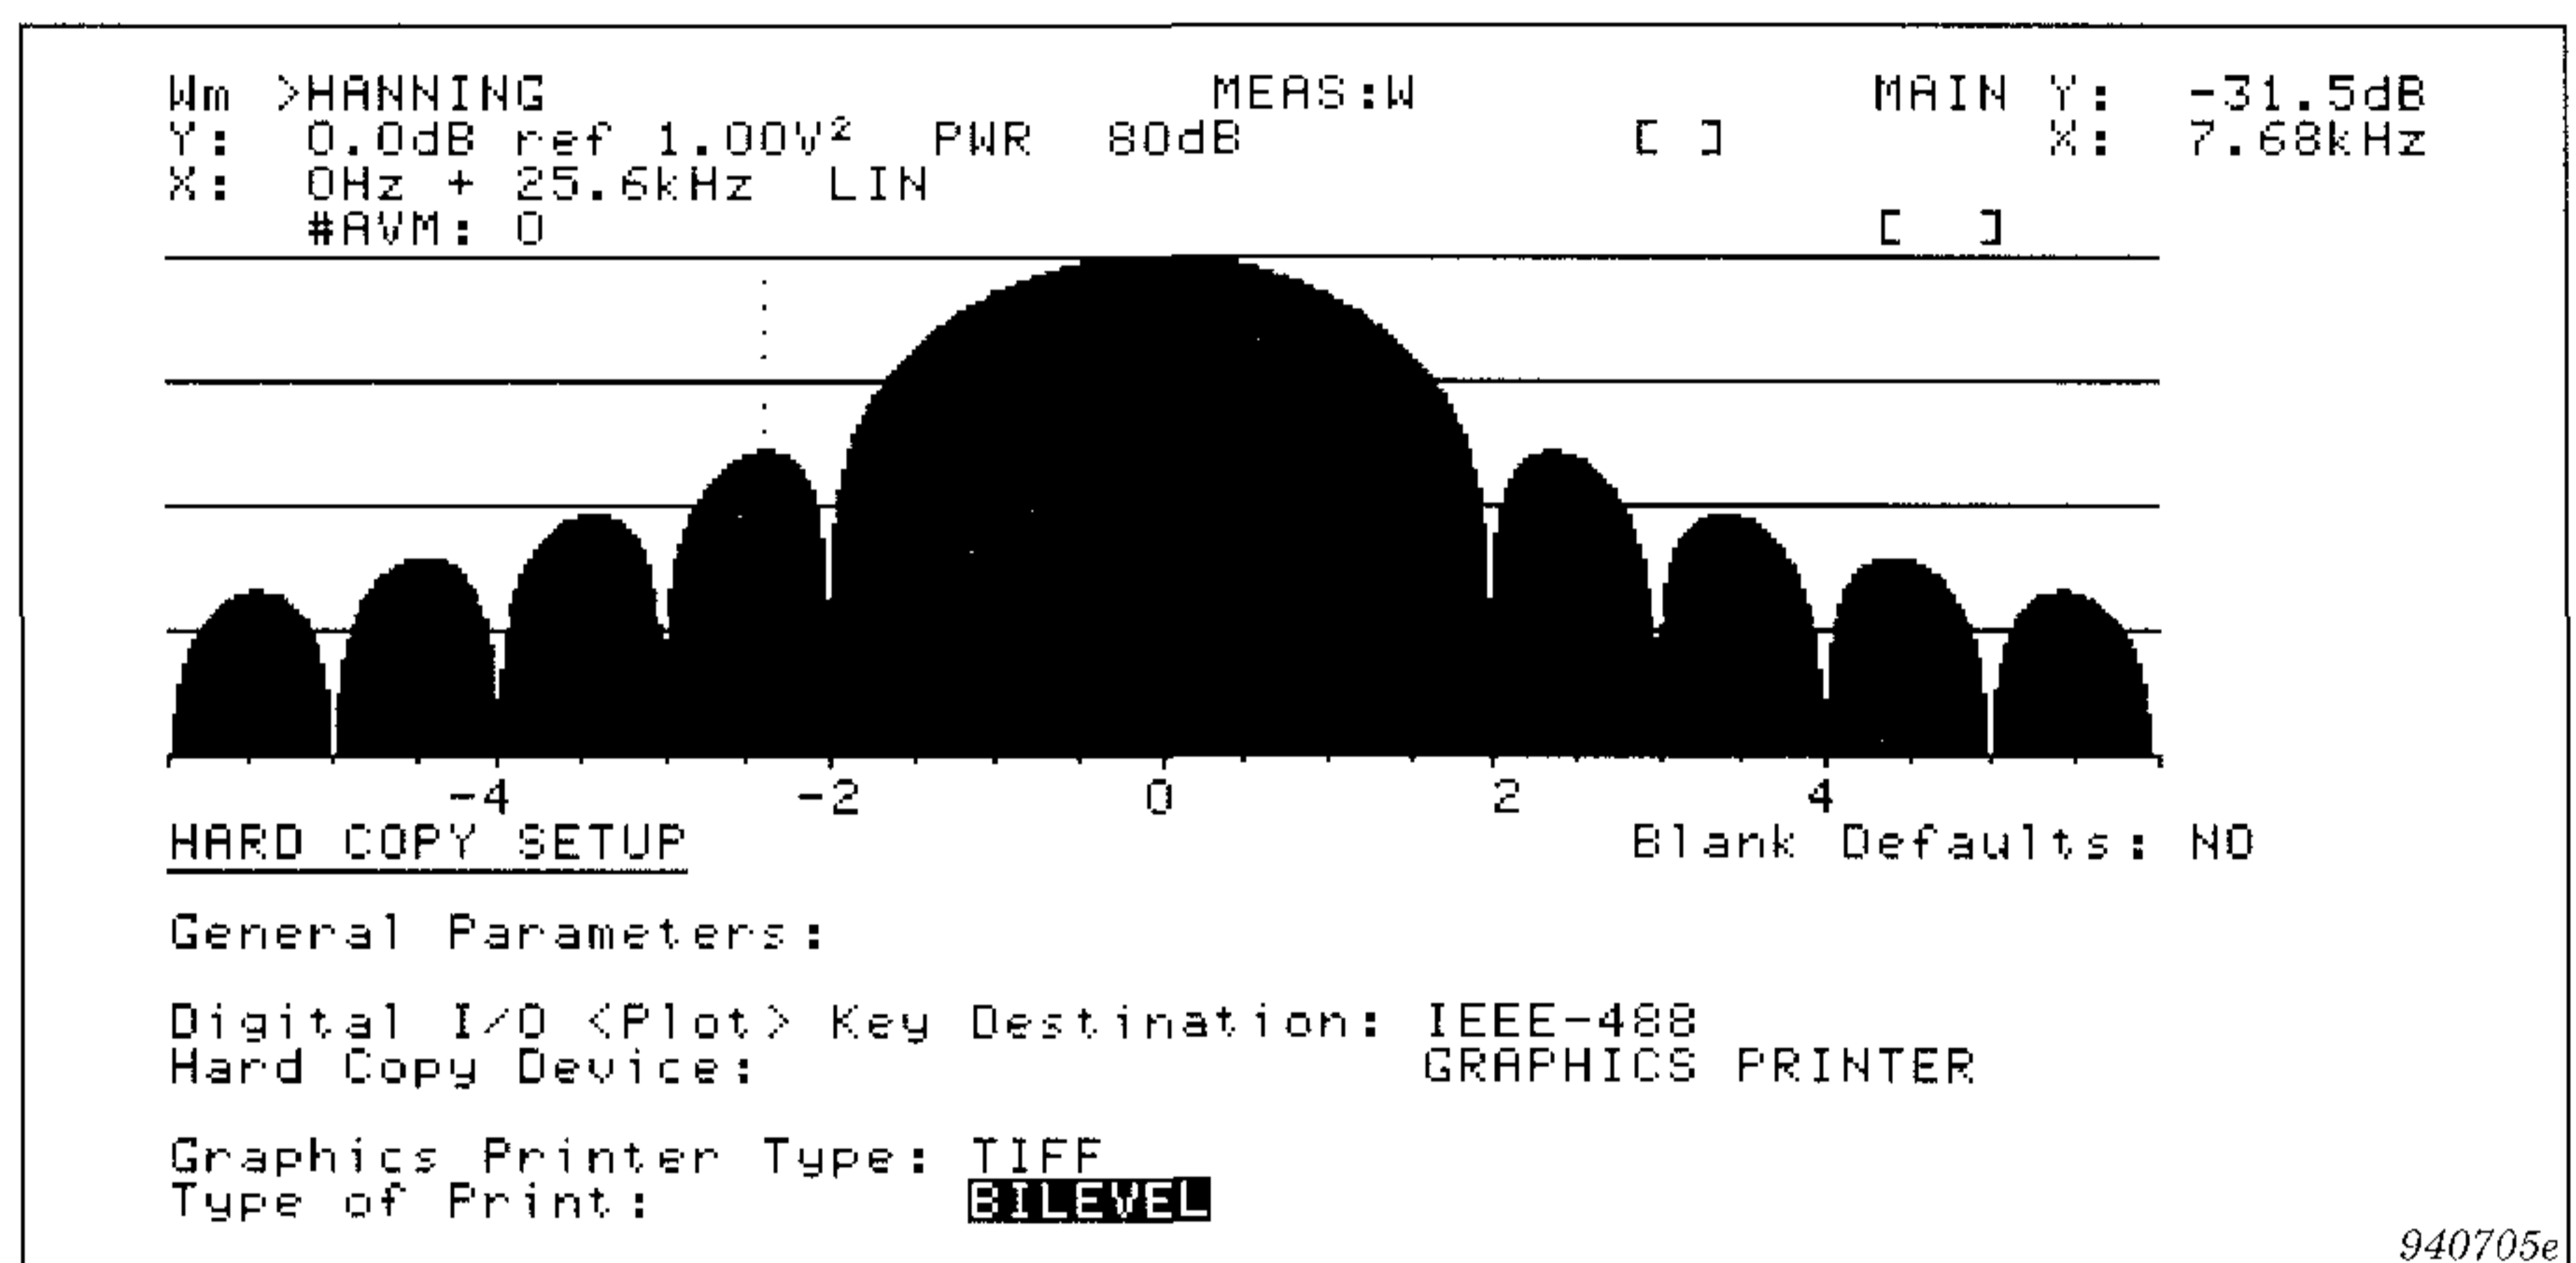 Wm >HANNING MEAS:W MAIN Y: -31.5dB
Y: 0.0dB ref 1.00V² PWR 80dB [ ] X: 7.68kHz
X: 0Hz + 25.6kHz LIN
#AVM: 0 [ ]
-4 -2 0 2 4
HARD COPY SETUP Blank Defaults: NO
General Parameters:
Digital I/O <Plot> Key Destination: IEEE-488
Hard Copy Device: GRAPHICS PRINTER
Graphics Printer Type: TIFF
Type of Print: BILEVEL
940705e